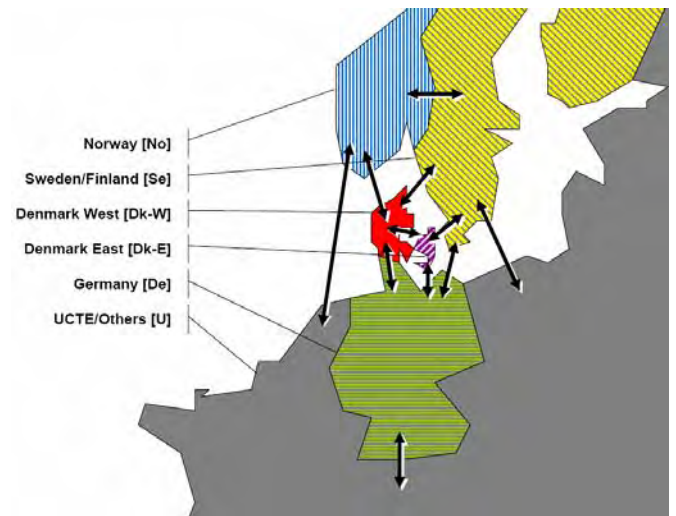 Norway [No]
Sweden/Finland [Se]
Denmark West [Dk-W]
Denmark East [Dk-E]
Germany [De]
UCTE/Others [U]